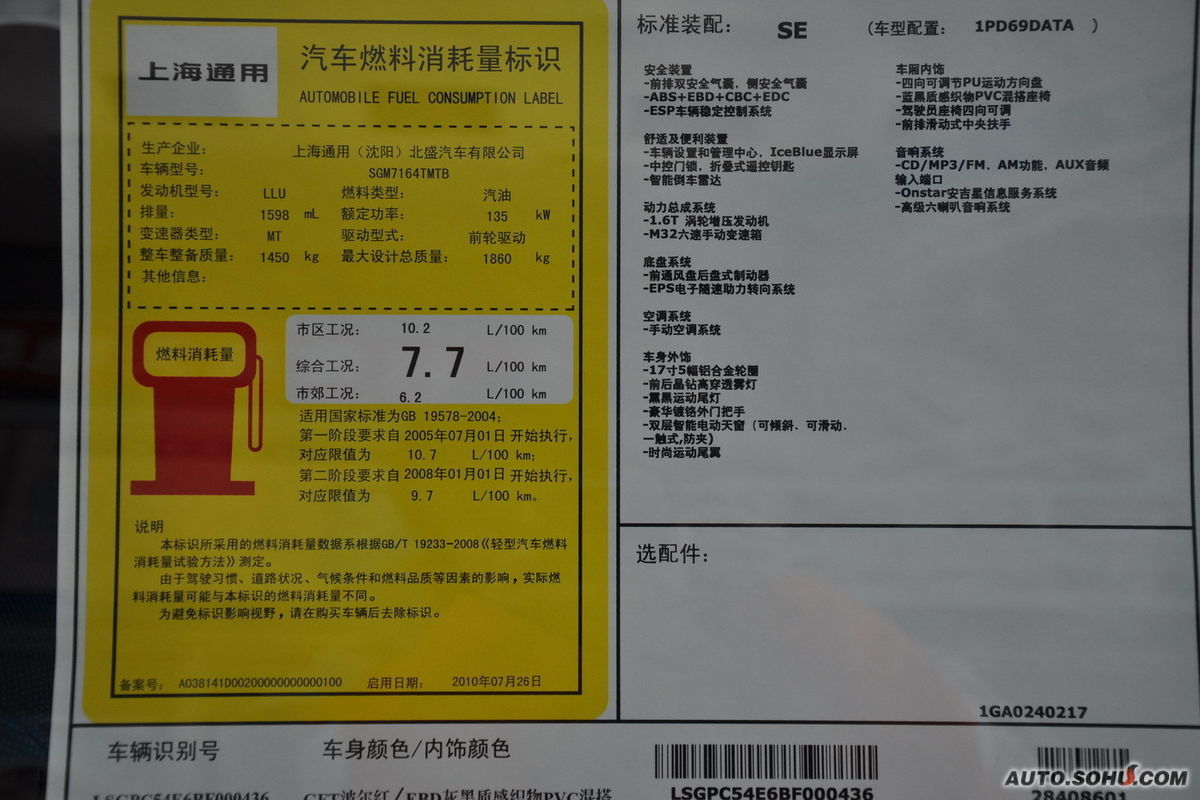 上海通用
汽车燃料消耗量标识
AUTOMOBILE FUEL CONSUMPTION LABEL
生产企业： 上海通用（沈阳）北盛汽车有限公司
车辆型号： SGM7164TMTB
发动机型号： LLU 燃料类型： 汽油
排量： 1598 mL 额定功率： 135 kW
变速器类型： MT 驱动型式： 前轮驱动
整车整备质量： 1450 kg 最大设计总质量： 1860 kg
其他信息：
燃料消耗量
市区工况： 10.2 L/100 km
综合工况： 7.7 L/100 km
市郊工况： 6.2 L/100 km
适用国家标准为GB 19578-2004；
第一阶段要求自 2005年07月01日 开始执行，
对应限值为 10.7 L/100 km；
第二阶段要求自 2008年01月01日 开始执行，
对应限值为 9.7 L/100 km。
说明
本标识所采用的燃料消耗量数据系根据GB/T 19233-2008《轻型汽车燃料
消耗量试验方法》测定。
由于驾驶习惯、道路状况、气候条件和燃料品质等因素的影响，实际燃
料消耗量可能与本标识的燃料消耗量不同。
为避免标识影响视野，请在购买车辆后去除标识。
备案号： A038141D00200000000000100 启用日期： 2010年07月26日
标准装配： SE （车型配置： 1PD69DATA ）
安全装置
-前排双安全气囊，侧安全气囊
-ABS+EBD+CBC+EDC
-ESP车辆稳定控制系统
舒适及便利装置
-车辆设置和管理中心，IceBlue显示屏
-中控门锁，折叠式遥控钥匙
-智能倒车雷达
动力总成系统
-1.6T 涡轮增压发动机
-M32六速手动变速箱
底盘系统
-前通风盘后盘式制动器
-EPS电子随速助力转向系统
空调系统
-手动空调系统
车身外饰
-17寸5幅铝合金轮圈
-前后晶钻高穿透雾灯
-熏黑运动尾灯
-豪华镀铬外门把手
-双层智能电动天窗（可倾斜、可滑动、
一触式,防夹）
-时尚运动尾翼
车厢内饰
-四向可调节PU运动方向盘
-蓝黑质感织物PVC混搭座椅
-驾驶员座椅四向可调
-前排滑动式中央扶手
音响系统
-CD/MP3/FM、AM功能，AUX音频
输入端口
-Onstar安吉星信息服务系统
-高级六喇叭音响系统
选配件：
1GA0240217
车辆识别号 车身颜色/内饰颜色
LSGPC54E6BF000436 GFT波尔红/FBD灰黑质感织物PVC混搭
LSGPC54E6BF000436
28408601
AUTO.SOHU.COM